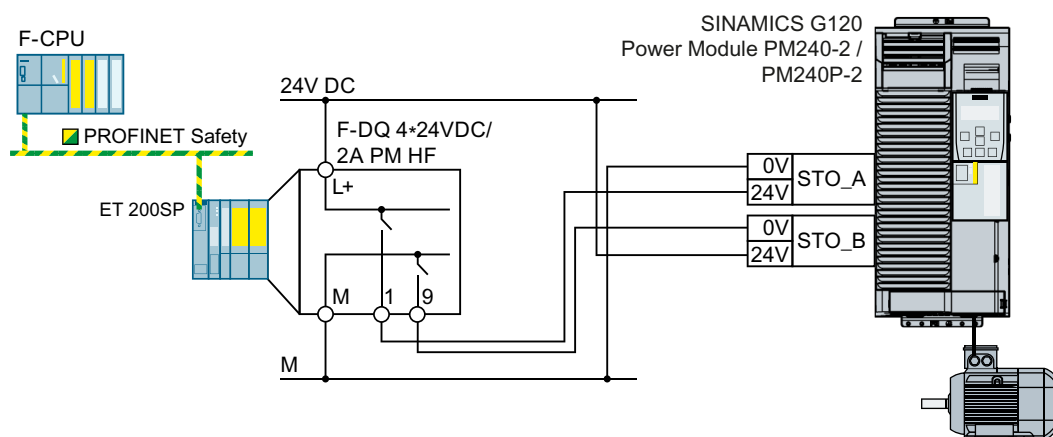 SINAMICS G120
Power Module PM240-2 /
PM240P-2
F-CPU
24V DC
PROFINET Safety
F-DQ 4*24VDC/
2A PM HF
L+
ET 200SP
0V
STO_A
24V
0V
STO_B
24V
M
1
9
M